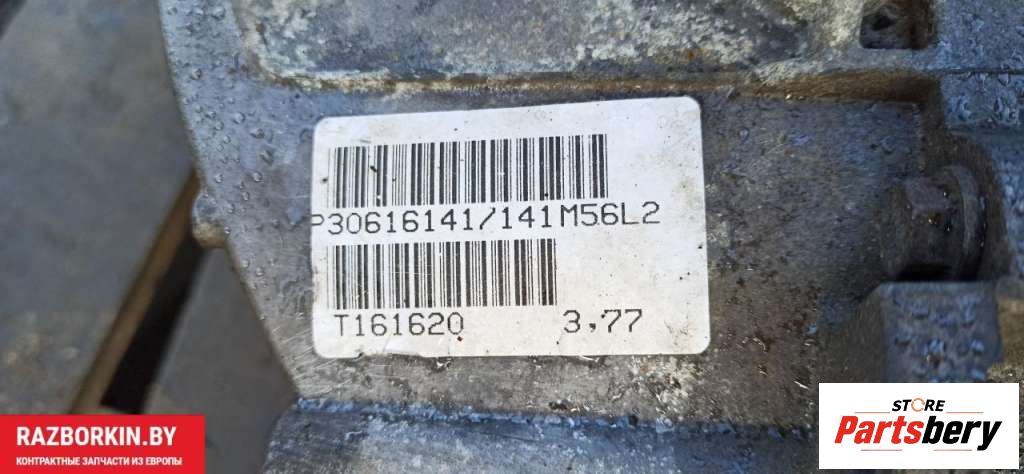 P30616141/141M56L2
T161620 3,77
RAZBORKIN.BY
КОНТРАКТНЫЕ ЗАПЧАСТИ ИЗ ЕВРОПЫ
STORE
Partsbery